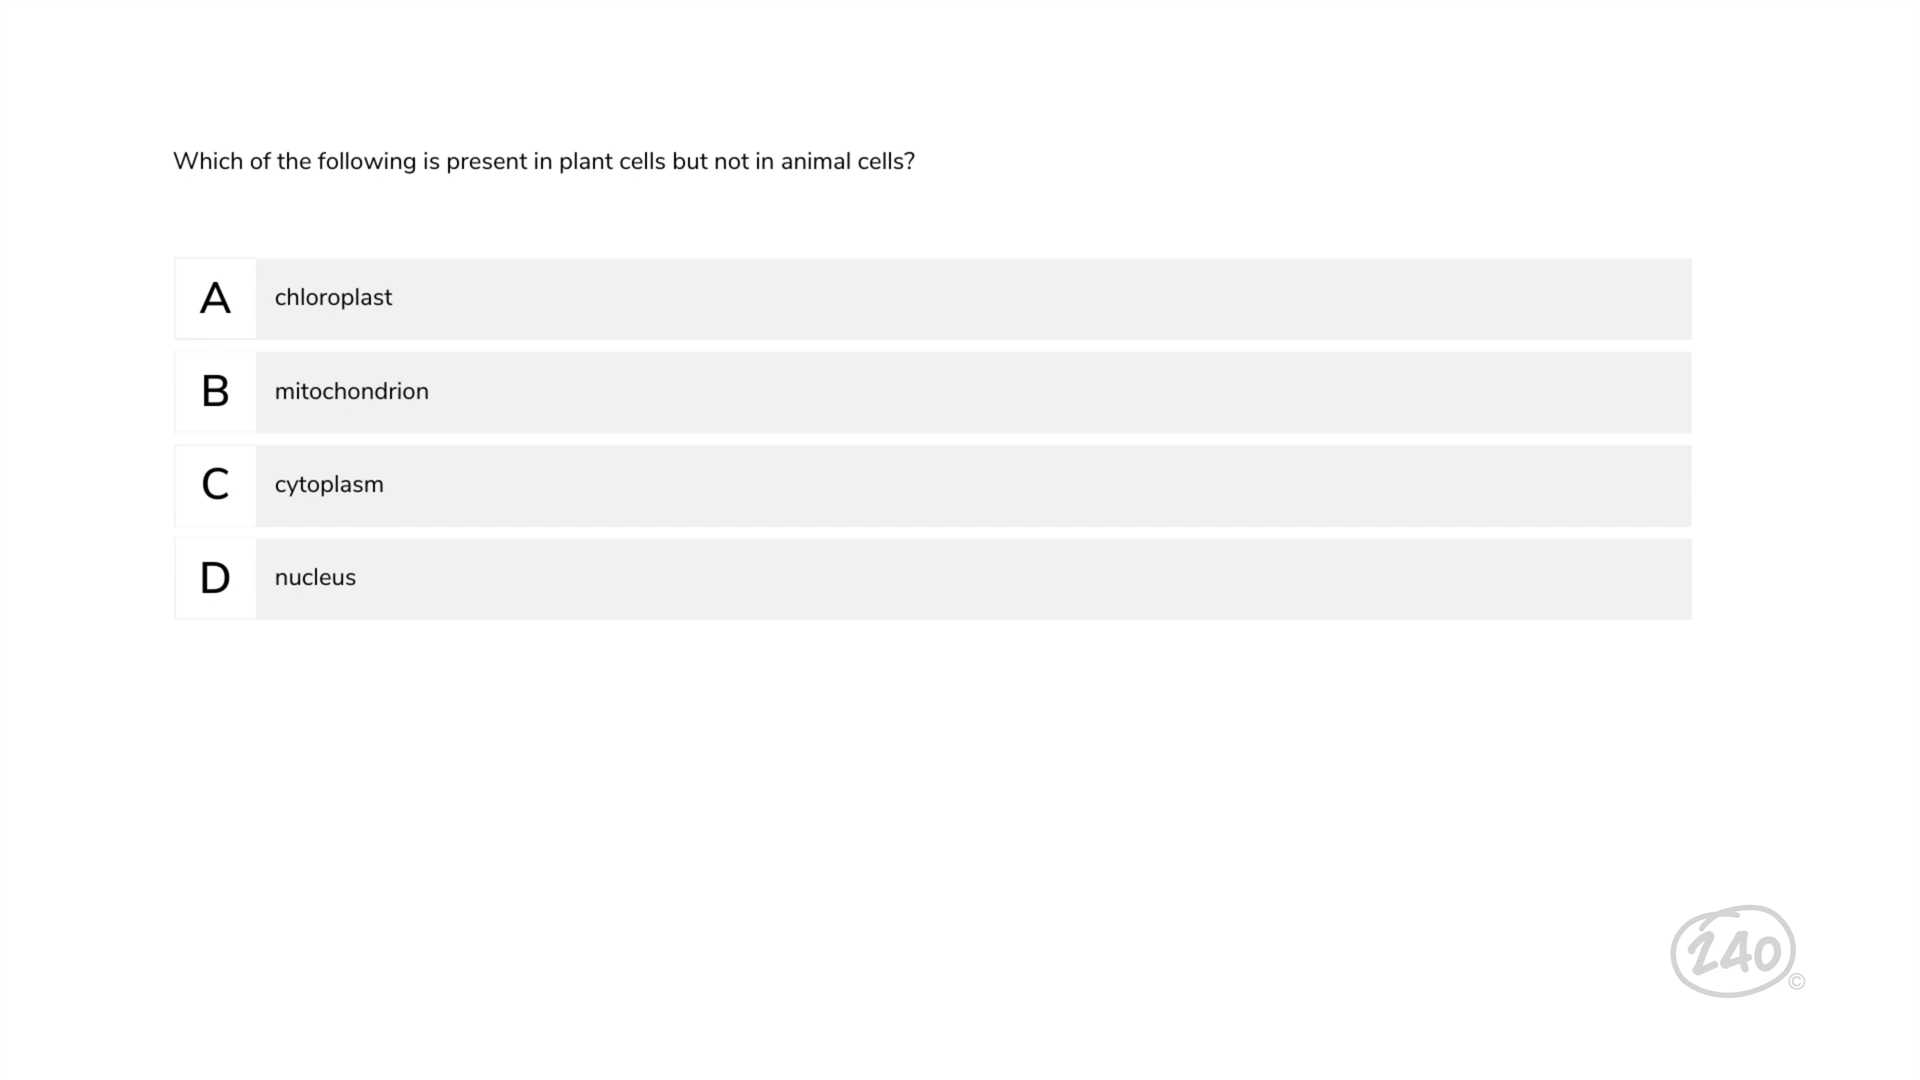 Which of the following is present in plant cells but not in animal cells?
A chloroplast
B mitochondrion
C cytoplasm
D nucleus
240
©